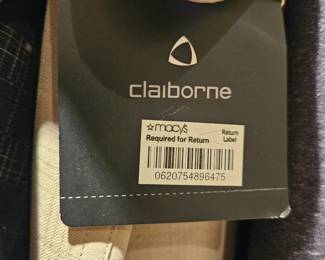 claiborne
★macy's Return
Required for Return Label
0620754896475